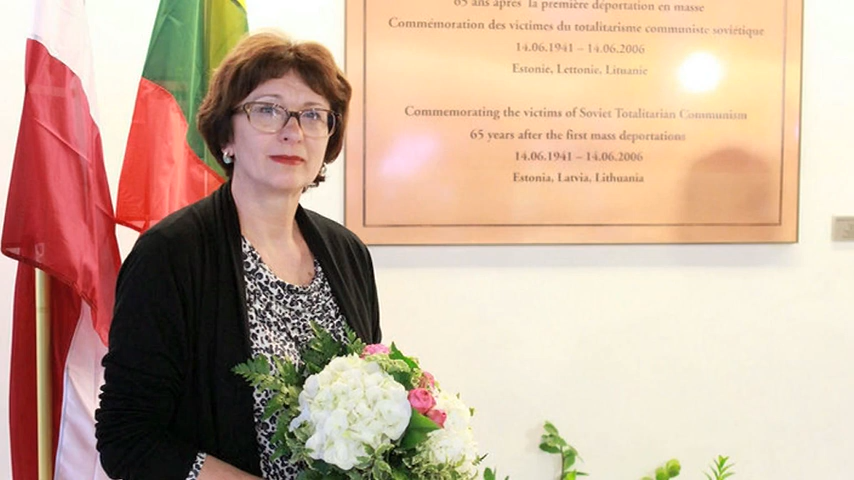 65 ans après la première déportation en masse
Commémoration des victimes du totalitarisme communiste soviétique
14.06.1941 – 14.06.2006
Estonie, Lettonie, Lituanie
Commemorating the victims of Soviet Totalitarian Communism
65 years after the first mass deportations
14.06.1941 – 14.06.2006
Estonia, Latvia, Lithuania